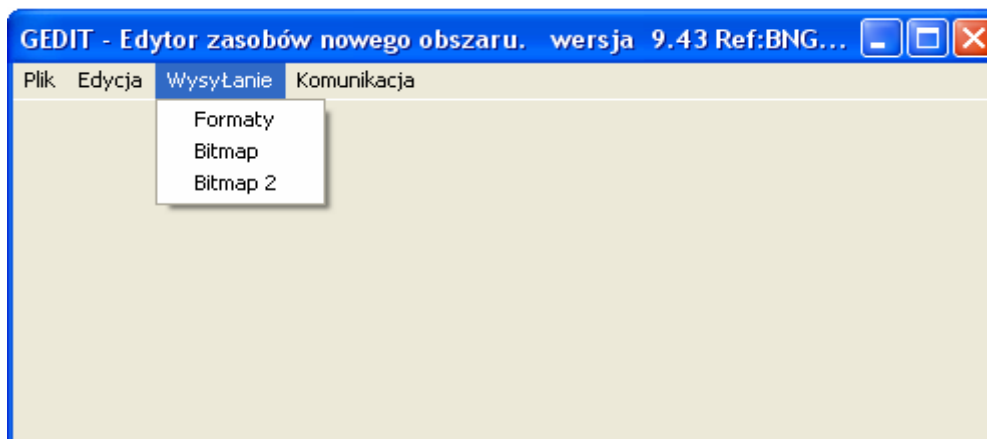 GEDIT - Edytor zasobów nowego obszaru. wersja 9.43 Ref:BNG...
Plik Edycja WysyŁanie Komunikacja
Formaty
Bitmap
Bitmap 2